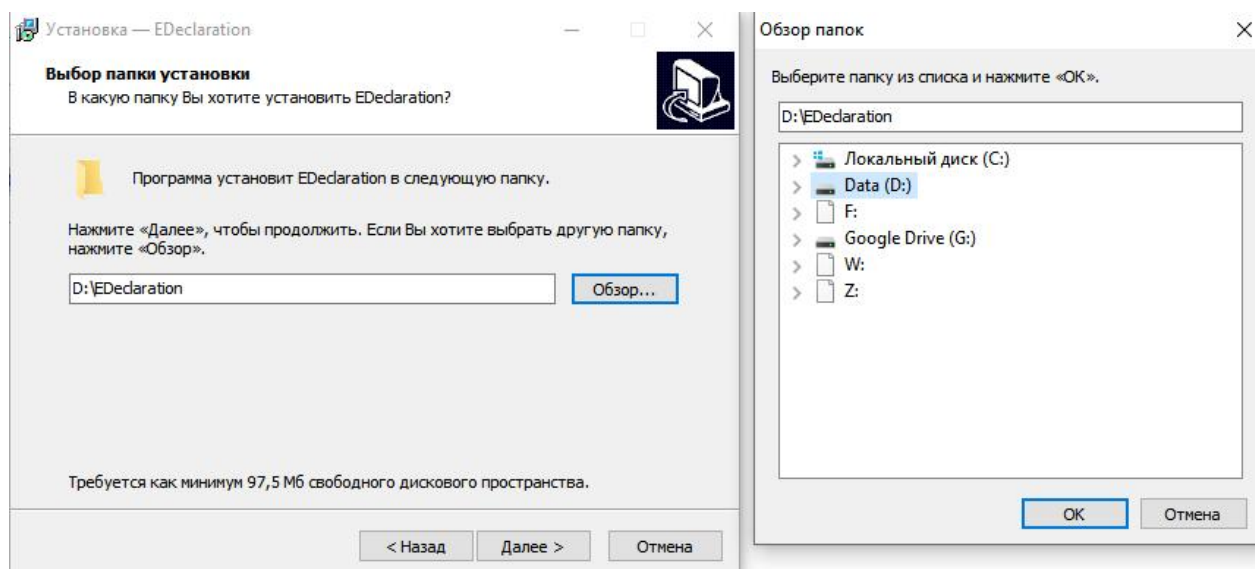 Установка — EDeclaration
Выбор папки установки
В какую папку Вы хотите установить EDeclaration?
Программа установит EDeclaration в следующую папку.
Нажмите «Далее», чтобы продолжить. Если Вы хотите выбрать другую папку,
нажмите «Обзор».
D:\EDeclaration
Обзор...
Требуется как минимум 97,5 Мб свободного дискового пространства.
< Назад
Далее >
Отмена
Обзор папок
Выберите папку из списка и нажмите «ОК».
D:\EDeclaration
Локальный диск (C:)
Data (D:)
F:
Google Drive (G:)
W:
Z:
ОК
Отмена